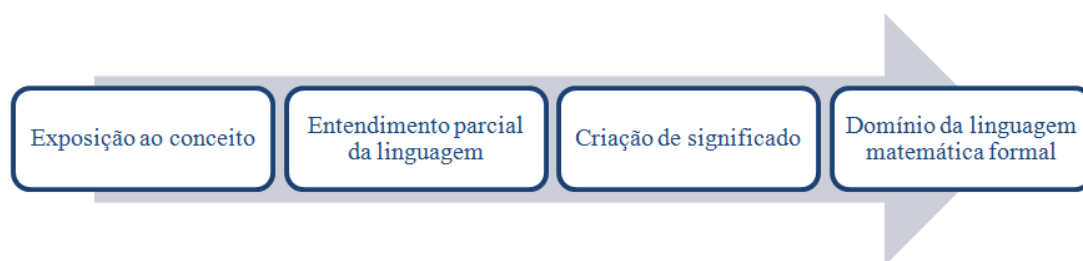 Exposição ao conceito
Entendimento parcial
da linguagem
Criação de significado
Domínio da linguagem
matemática formal